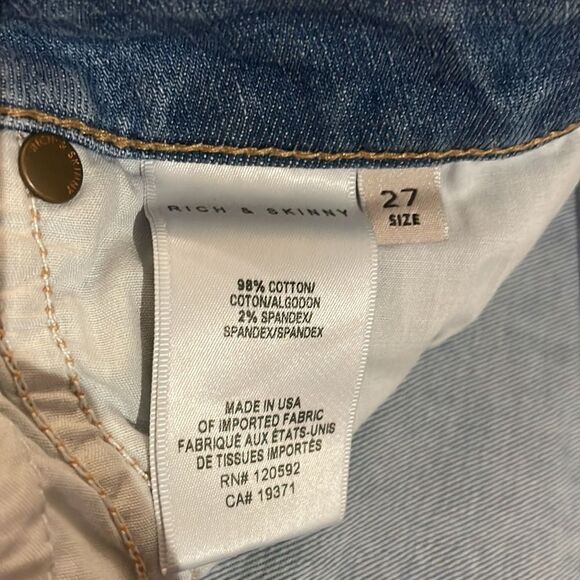 RICH & SKINNY
27
SIZE
98% COTTON/
COTON/ALGODON
2% SPANDEX/
SPANDEX/SPANDEX
MADE IN USA
OF IMPORTED FABRIC
FABRIQUÉ AUX ÉTATS-UNIS
DE TISSUES IMPORTÉS
RN# 120592
CA# 19371